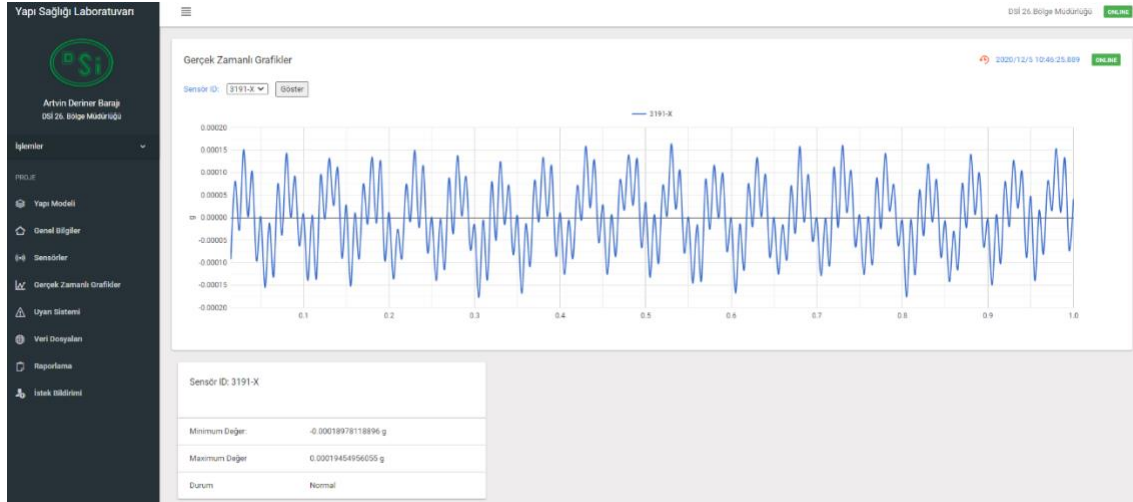 Yapı Sağlığı Laboratuvarı
DSİ 26.Bölge Müdürlüğü
ONLINE
DSi
Artvin Deriner Barajı
DSİ 26. Bölge Müdürlüğü
İşlemler
PROJE
Yapı Modeli
Genel Bilgiler
Sensörler
Gerçek Zamanlı Grafikler
Uyarı Sistemi
Veri Dosyaları
Raporlama
İstek Bildirimi
Gerçek Zamanlı Grafikler
2020/12/5 10:46:25.889
ONLINE
Sensör ID:
3191-X
Göster
3191-X
0.00020
0.00015
0.00010
0.00005
0.00000
-0.00005
-0.00010
-0.00015
-0.00020
g
0.1 0.2 0.3 0.4 0.5 0.6 0.7 0.8 0.9 1.0
Sensör ID: 3191-X
Minimum Değer: -0.00018978118896 g
Maximum Değer 0.00019454956055 g
Durum Normal